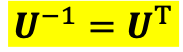 U⁻¹ = Uᵀ